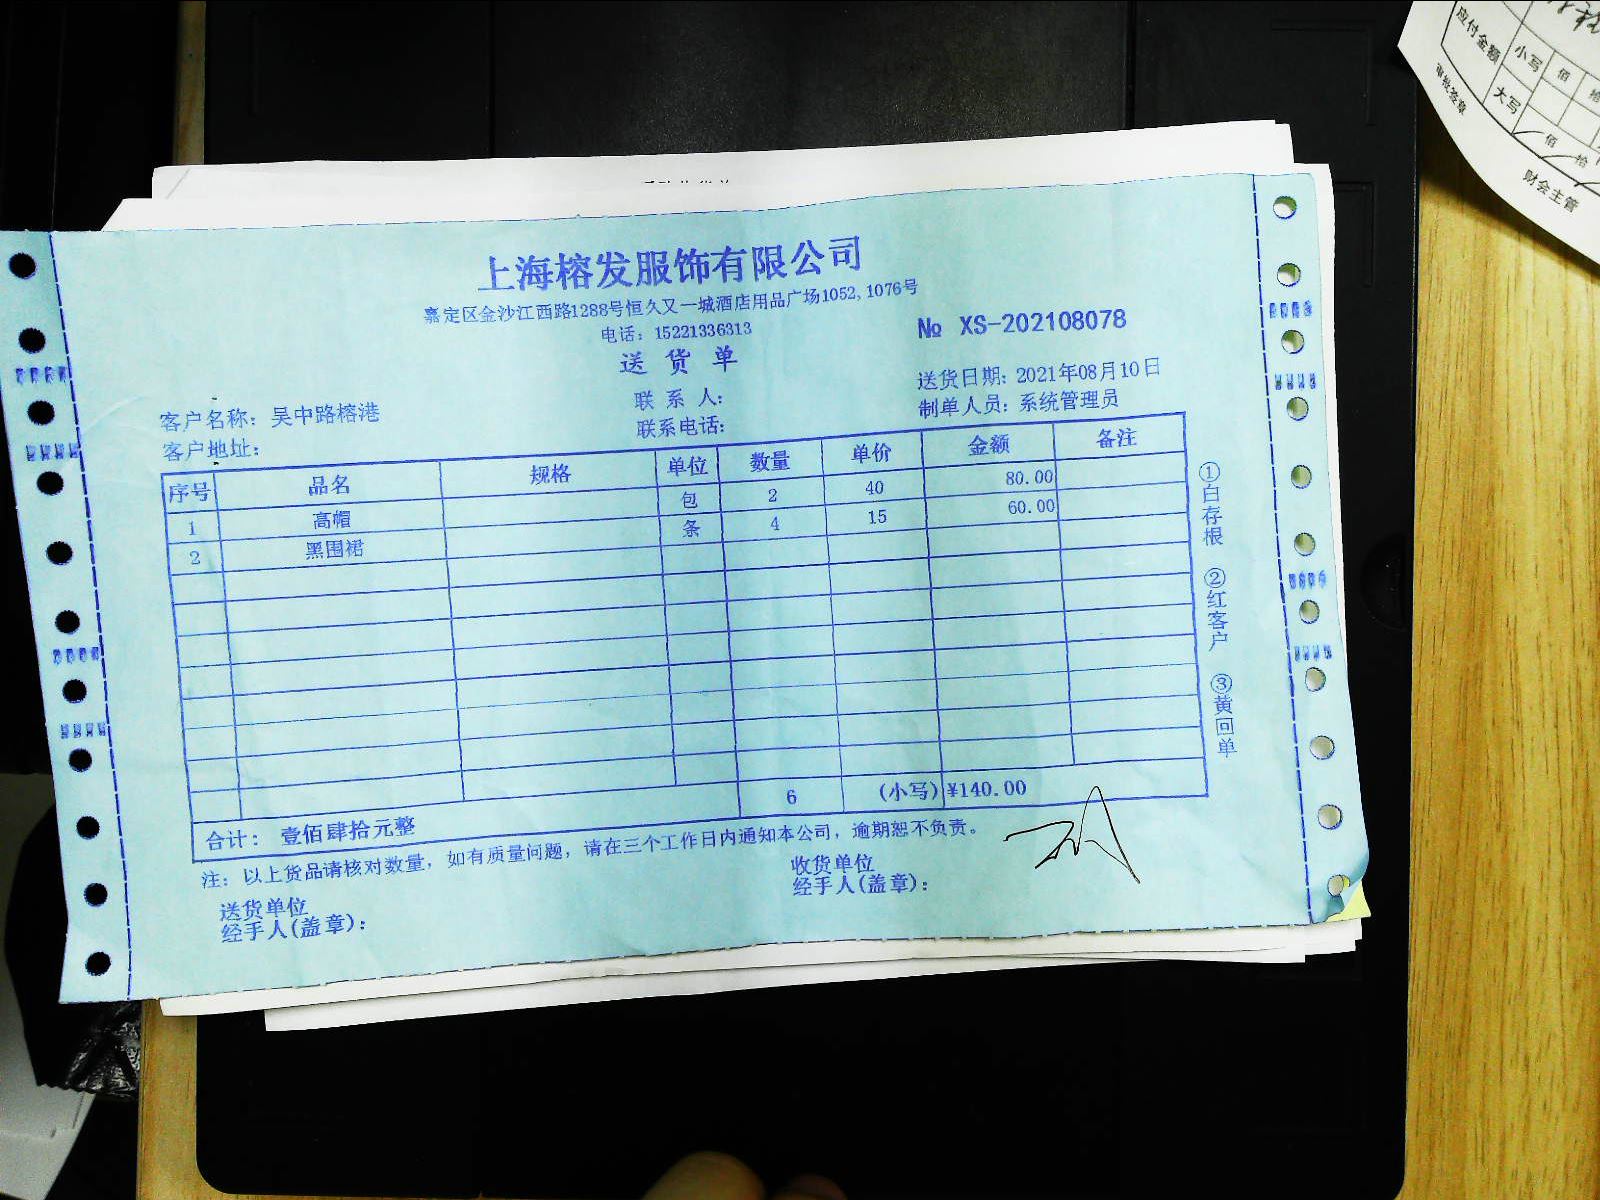 上海榕发服饰有限公司
嘉定区金沙江西路1288号恒久又一城酒店用品广场1052,1076号
电话：15221336313
№ XS-202108078
送 货 单
送货日期：2021年08月10日
客户名称：吴中路榕港
联 系 人：
制单人员：系统管理员
客户地址：
联系电话：
序号 品名 规格 单位 数量 单价 金额 备注
1 高帽 包 2 40 80.00
2 黑围裙 条 4 15 60.00
6 (小写) ¥140.00
合计： 壹佰肆拾元整
注：以上货品请核对数量，如有质量问题，请在三个工作日内通知本公司，逾期恕不负责。
送货单位
经手人(盖章)：
收货单位
经手人(盖章)：
①白存根 ②红客户 ③黄回单
应付金额
小写 佰 拾
大写 佰 拾
审批签章
财会主管